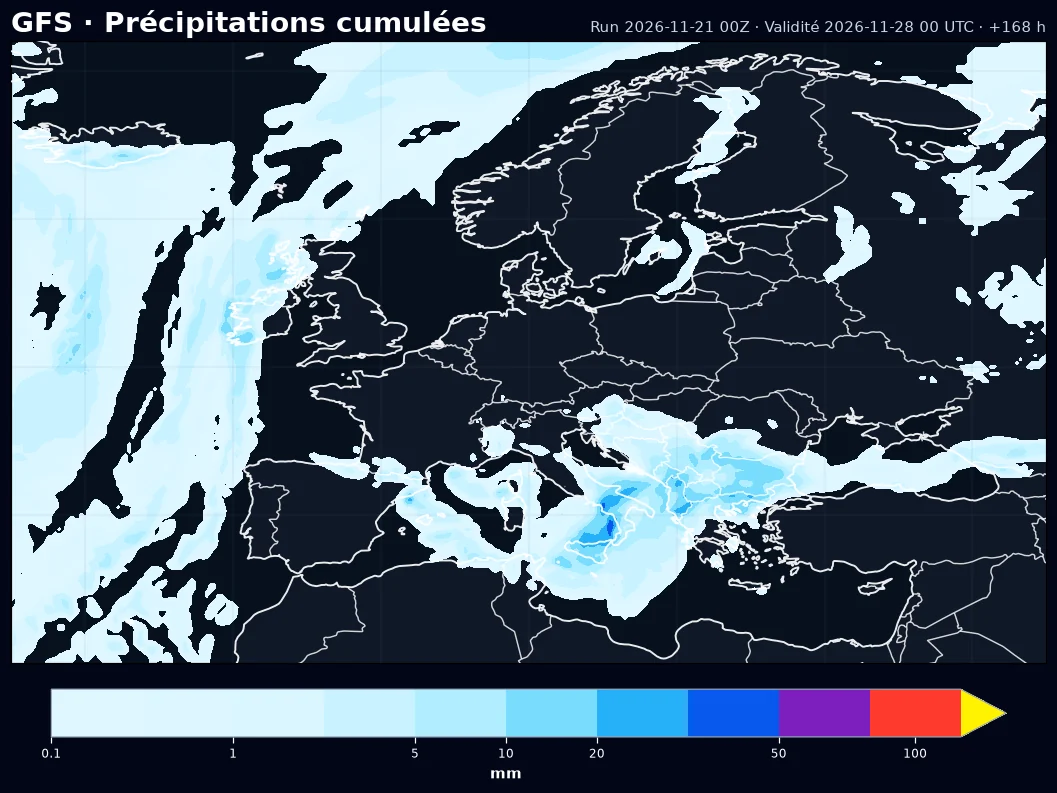 GFS · Précipitations cumulées
Run 2026-11-21 00Z · Validité 2026-11-28 00 UTC · +168 h
0.1 1 5 10 20 50 100
mm